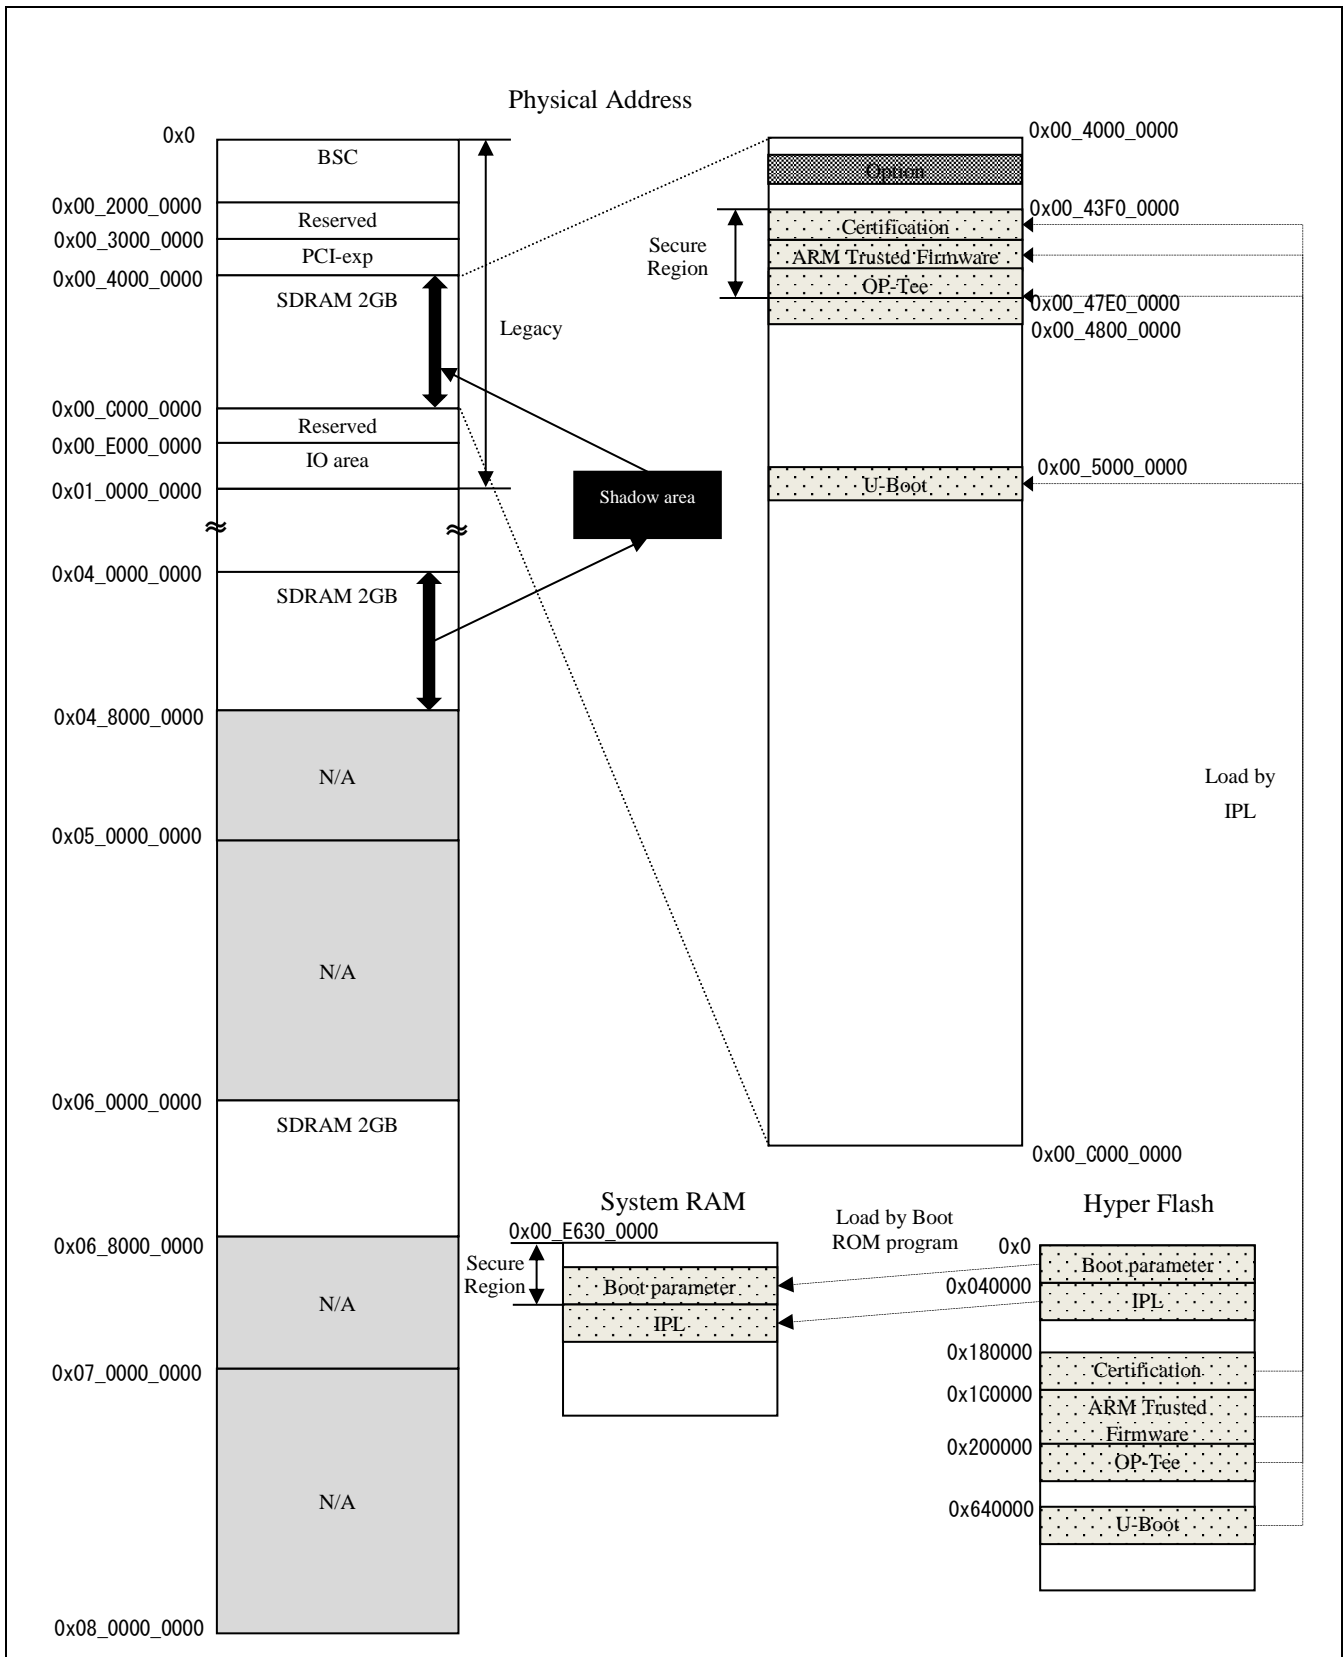 Physical Address
0x0
BSC
0x00_2000_0000
Reserved
0x00_3000_0000
PCI-exp
0x00_4000_0000
SDRAM 2GB
Legacy
0x00_C000_0000
Reserved
0x00_E000_0000
IO area
0x01_0000_0000
≈
≈
0x04_0000_0000
SDRAM 2GB
0x04_8000_0000
N/A
0x05_0000_0000
N/A
0x06_0000_0000
SDRAM 2GB
0x06_8000_0000
N/A
0x07_0000_0000
N/A
0x08_0000_0000
Shadow area
0x00_4000_0000
Option
0x00_43F0_0000
Secure
Region
Certification
ARM Trusted Firmware
OP-Tee
0x00_47E0_0000
0x00_4800_0000
0x00_5000_0000
U-Boot
Load by
IPL
0x00_C000_0000
System RAM
0x00_E630_0000
Secure
Region
Boot parameter
IPL
Load by Boot
ROM program
Hyper Flash
0x0
Boot parameter
0x040000
IPL
0x180000
Certification
0x1C0000
ARM Trusted
Firmware
0x200000
OP-Tee
0x640000
U-Boot